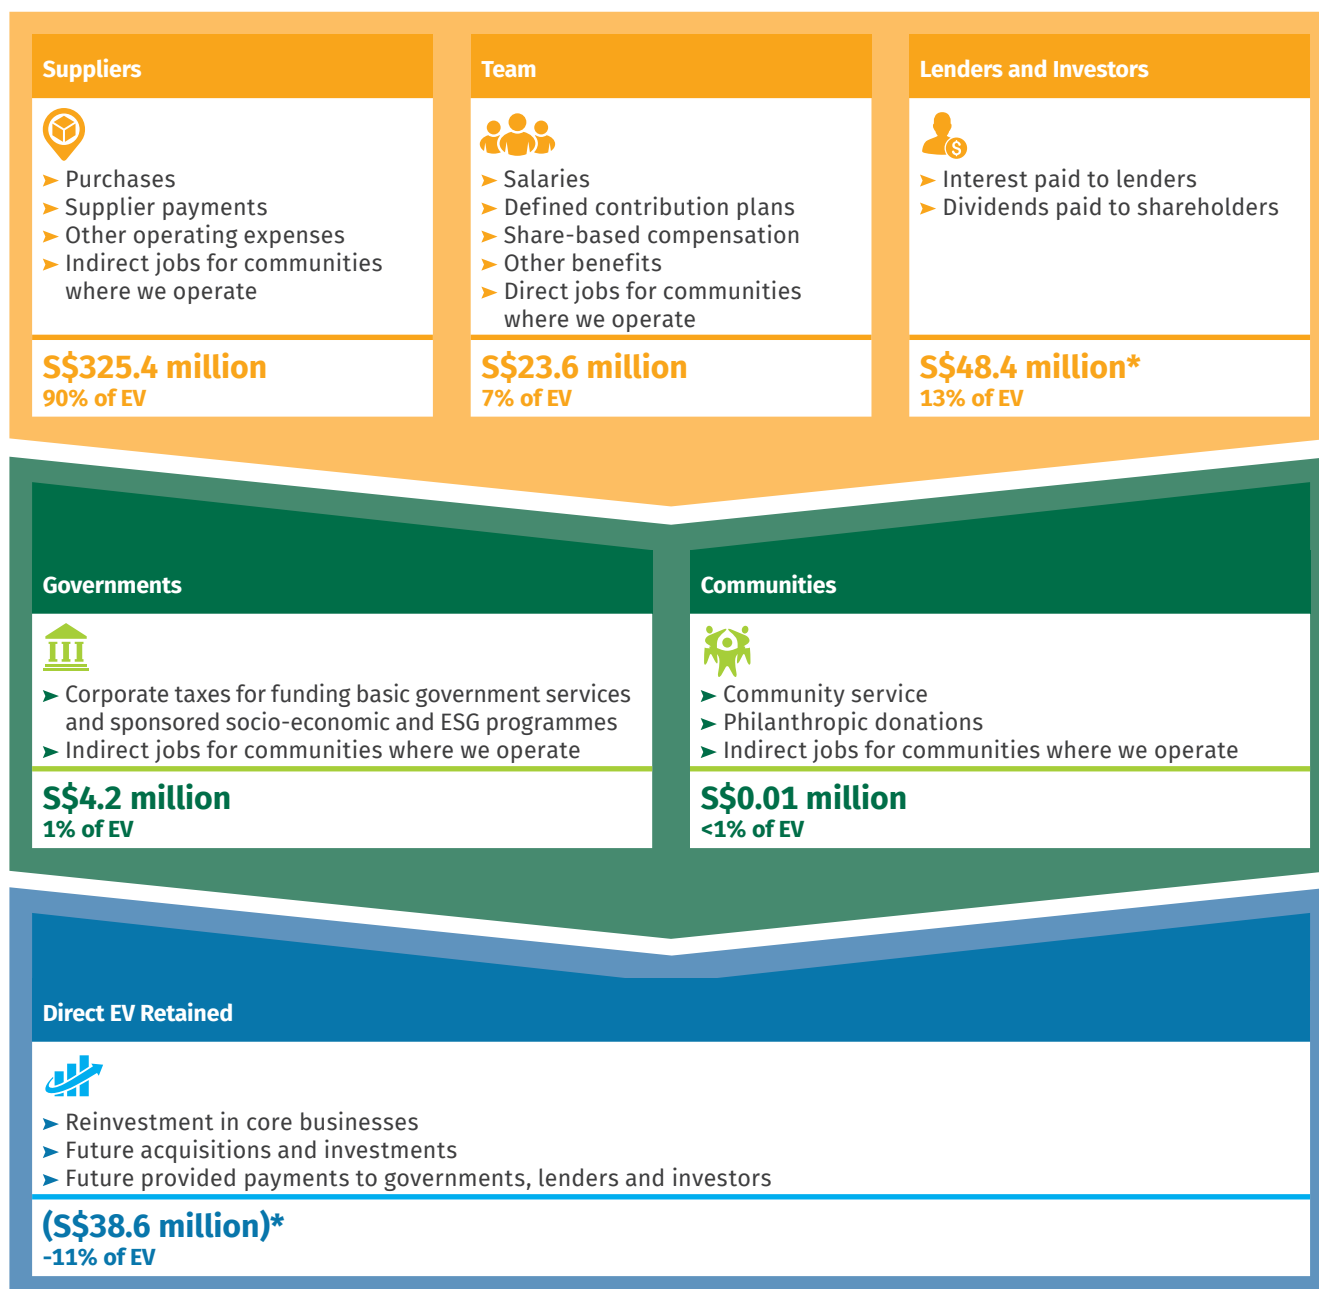 Suppliers
➤ Purchases
➤ Supplier payments
➤ Other operating expenses
➤ Indirect jobs for communities
where we operate
S$325.4 million
90% of EV
Team
➤ Salaries
➤ Defined contribution plans
➤ Share-based compensation
➤ Other benefits
➤ Direct jobs for communities
where we operate
S$23.6 million
7% of EV
Lenders and Investors
$
➤ Interest paid to lenders
➤ Dividends paid to shareholders
S$48.4 million*
13% of EV
Governments
➤ Corporate taxes for funding basic government services
and sponsored socio-economic and ESG programmes
➤ Indirect jobs for communities where we operate
S$4.2 million
1% of EV
Communities
➤ Community service
➤ Philanthropic donations
➤ Indirect jobs for communities where we operate
S$0.01 million
<1% of EV
Direct EV Retained
➤ Reinvestment in core businesses
➤ Future acquisitions and investments
➤ Future provided payments to governments, lenders and investors
(S$38.6 million)*
-11% of EV